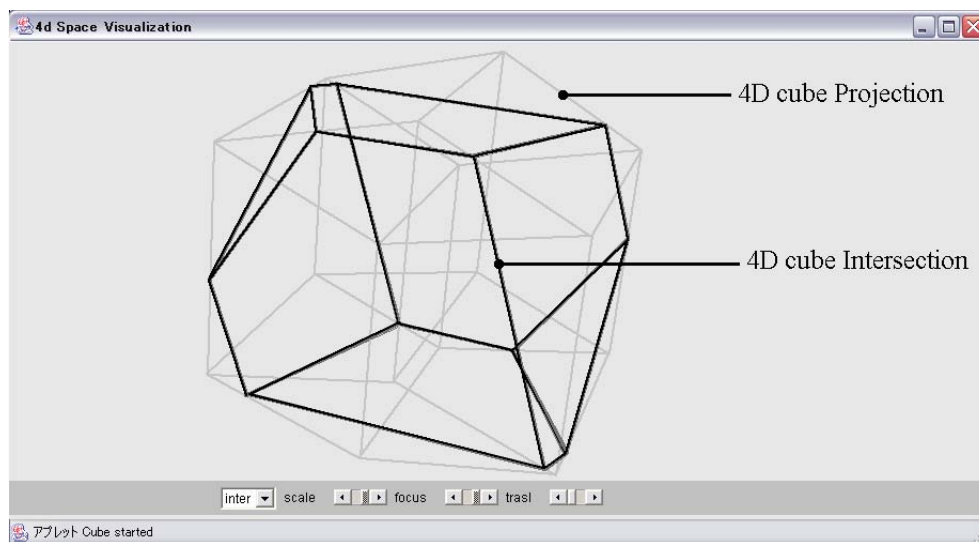 4d Space Visualization
4D cube Projection
4D cube Intersection
inter scale focus trasl
アプレット Cube started